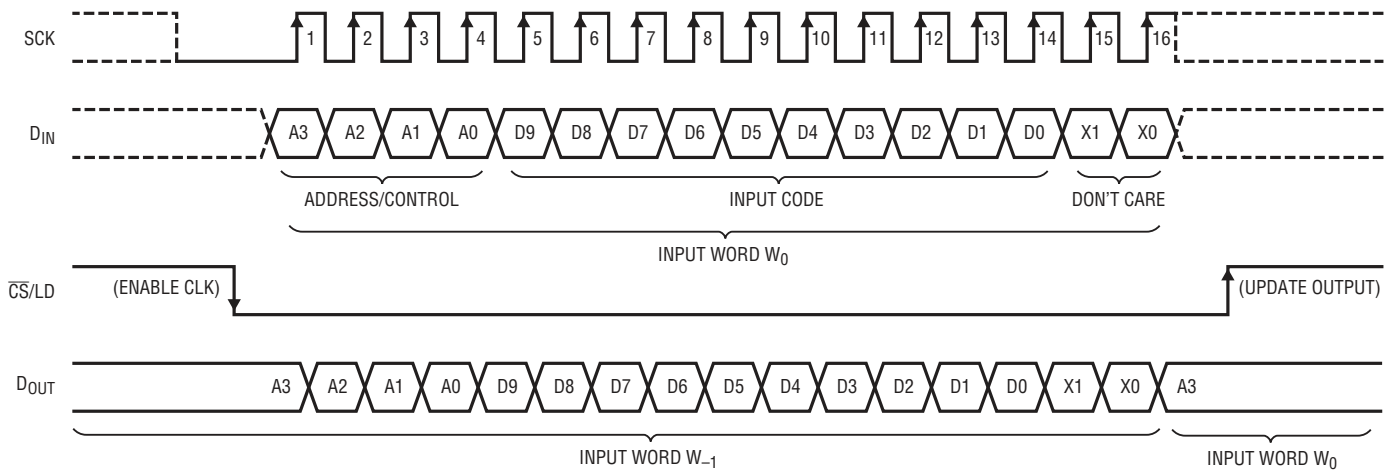 SCK 1 2 3 4 5 6 7 8 9 10 11 12 13 14 15 16
DIN A3 A2 A1 A0 D9 D8 D7 D6 D5 D4 D3 D2 D1 D0 X1 X0
ADDRESS/CONTROL INPUT CODE DON'T CARE
INPUT WORD W0
CS/LD (ENABLE CLK) (UPDATE OUTPUT)
DOUT A3 A2 A1 A0 D9 D8 D7 D6 D5 D4 D3 D2 D1 D0 X1 X0 A3
INPUT WORD W–1 INPUT WORD W0